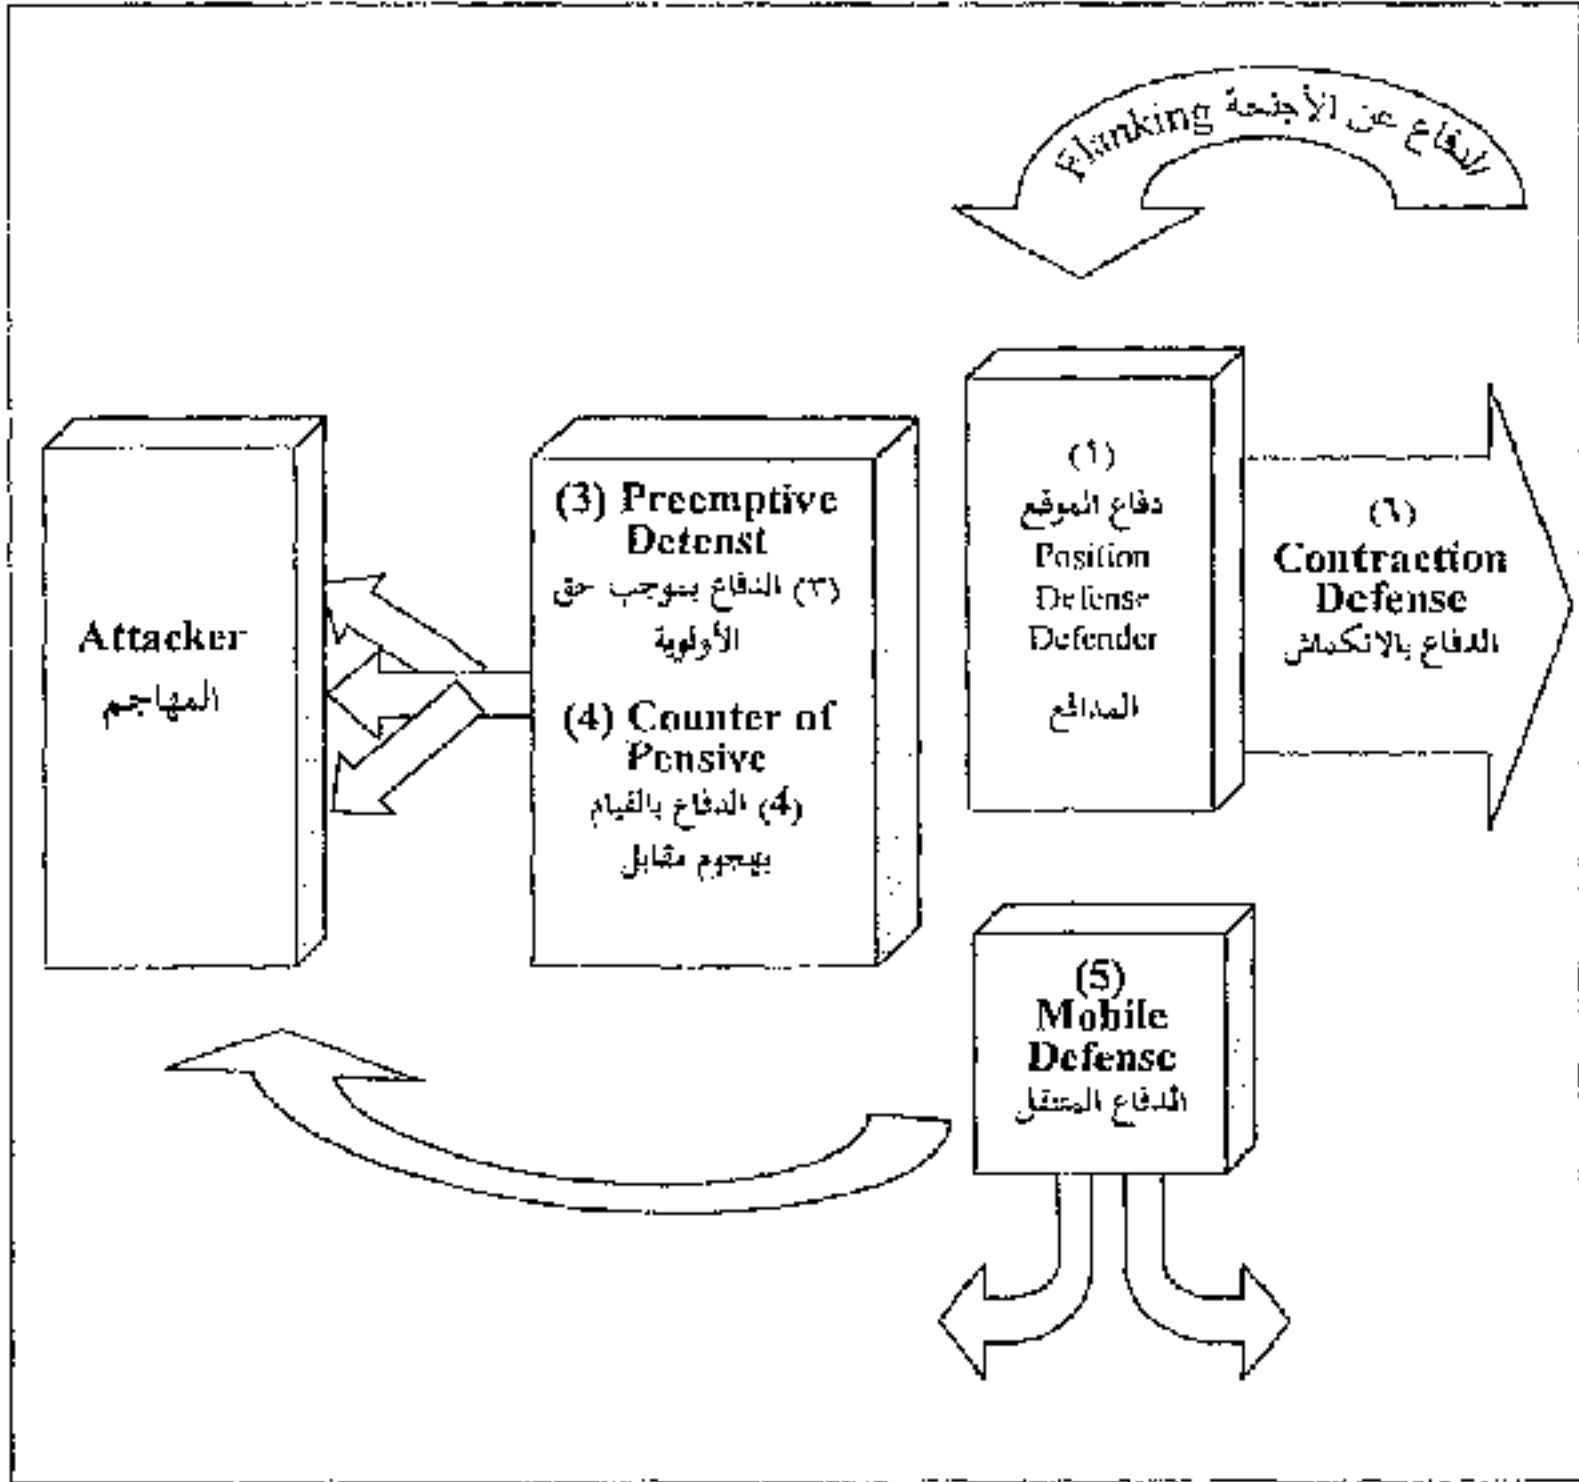 Flanking الدفاع عن الأجنحة
Attacker
المهاجم
(3) Preemptive
Detenst
(٣) الدفاع بموجب حق
الأولوية
(4) Counter of
Pensive
(4) الدفاع بالقيام
بهجوم مقابل
(١)
دفاع الموقع
Position
Defense
Defender
المدافع
(٦)
Contraction
Defense
الدفاع بالانكماش
(5)
Mobile
Defense
الدفاع المتنقل